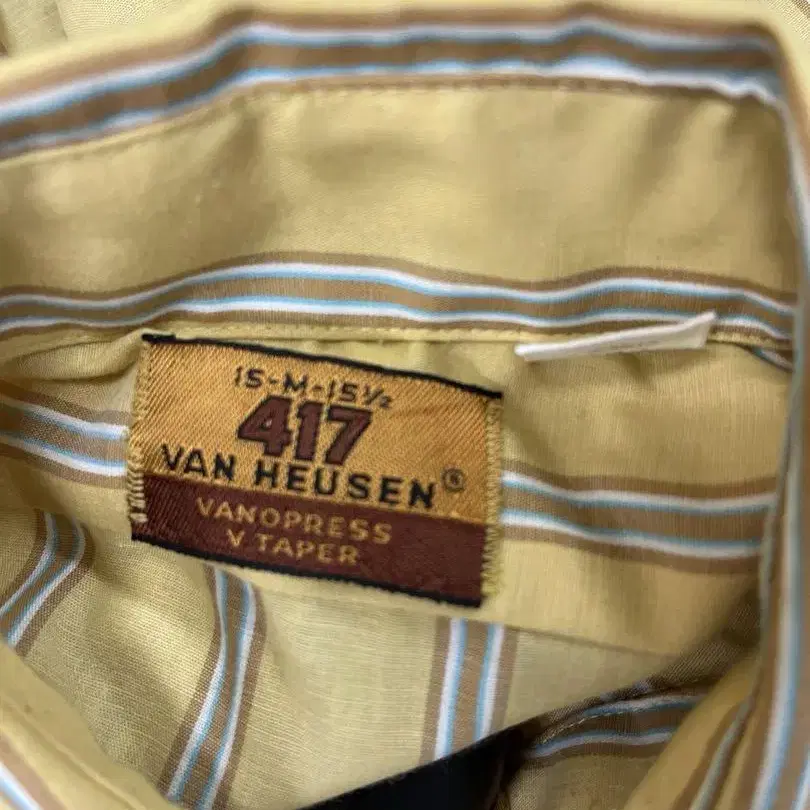 15-M-15½
417
VAN HEUSEN®
VANOPRESS
V TAPER